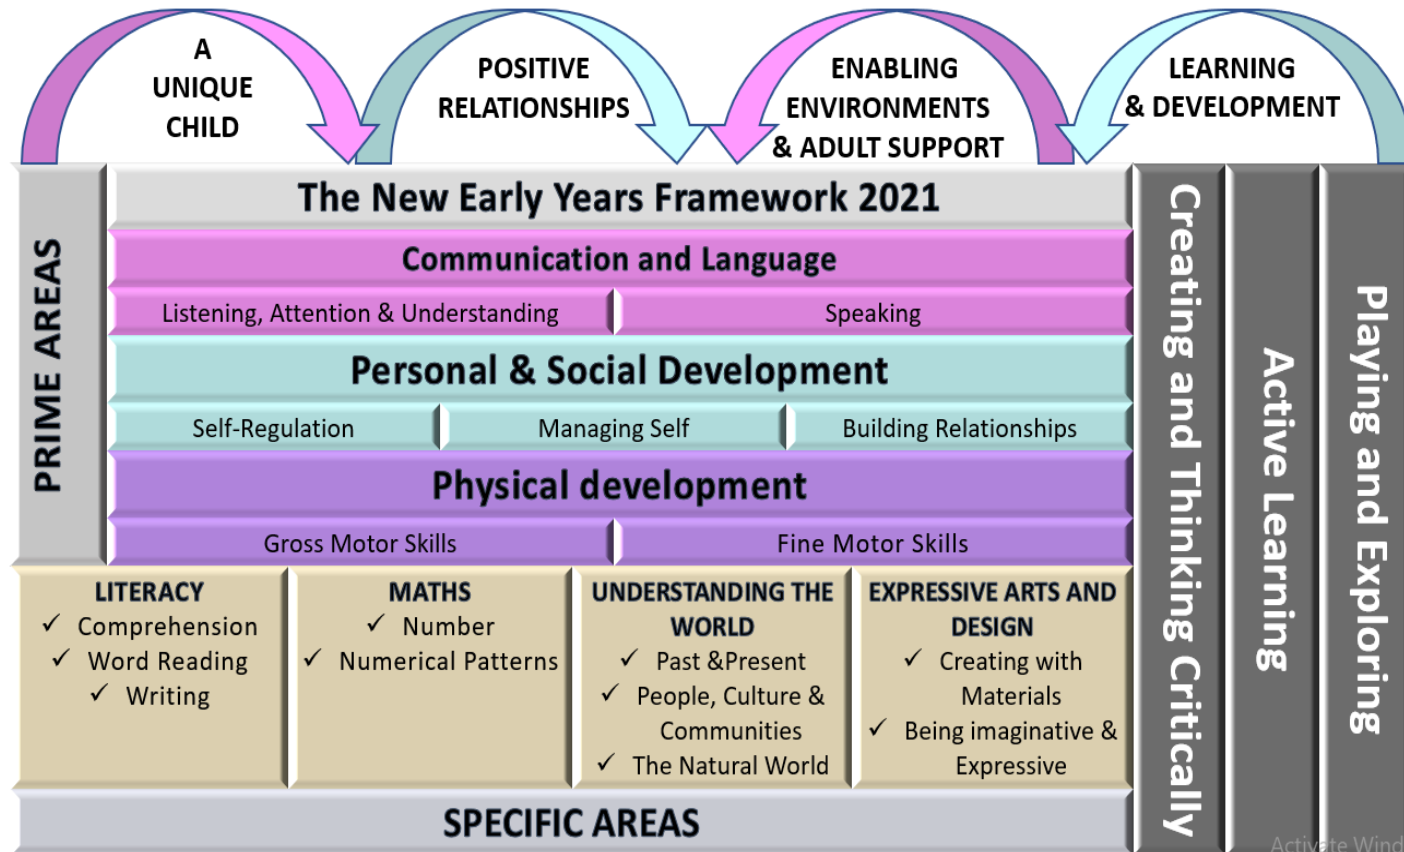 A
UNIQUE
CHILD
POSITIVE
RELATIONSHIPS
ENABLING
ENVIRONMENTS
& ADULT SUPPORT
LEARNING
& DEVELOPMENT
PRIME AREAS
The New Early Years Framework 2021
Communication and Language
Listening, Attention & Understanding
Speaking
Personal & Social Development
Self-Regulation
Managing Self
Building Relationships
Physical development
Gross Motor Skills
Fine Motor Skills
LITERACY
✓ Comprehension
✓ Word Reading
✓ Writing
MATHS
✓ Number
✓ Numerical Patterns
UNDERSTANDING THE
WORLD
✓ Past &Present
✓ People, Culture &
Communities
✓ The Natural World
EXPRESSIVE ARTS AND
DESIGN
✓ Creating with
Materials
✓ Being imaginative &
Expressive
SPECIFIC AREAS
Creating and Thinking Critically
Active Learning
Playing and Exploring
Activate Wind